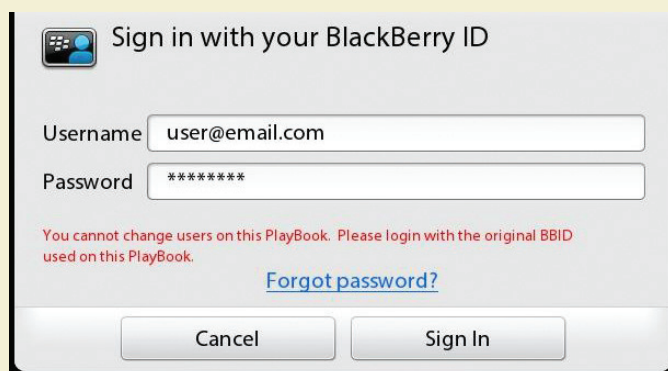 Sign in with your BlackBerry ID
Username user@email.com
Password ********
You cannot change users on this PlayBook. Please login with the original BBID
used on this PlayBook.
Forgot password?
Cancel Sign In